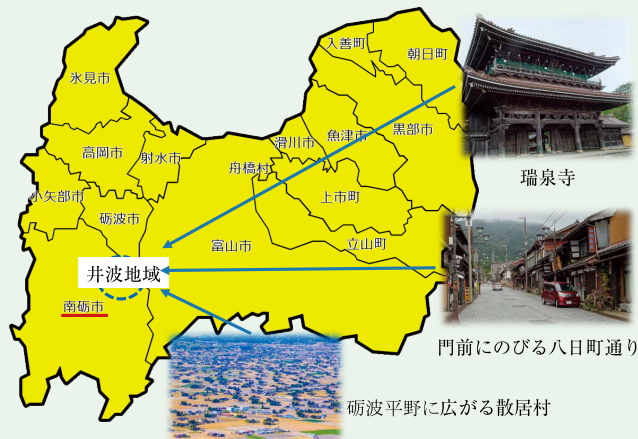 入善町
朝日町
氷見市
黒部市
魚津市
滑川市
高岡市
射水市
舟橋村
上市町
小矢部市
砺波市
富山市
立山町
井波地域
南砺市
瑞泉寺
門前にのびる八日町通り
砺波平野に広がる散居村